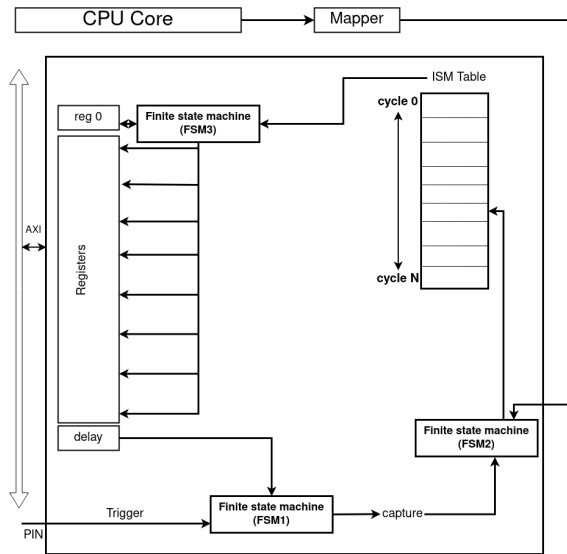 CPU Core
Mapper
ISM Table
cycle 0
reg 0
Finite state machine
(FSM3)
AXI
Registers
cycle N
delay
Finite state machine
(FSM2)
Trigger
Finite state machine
(FSM1)
capture
PIN